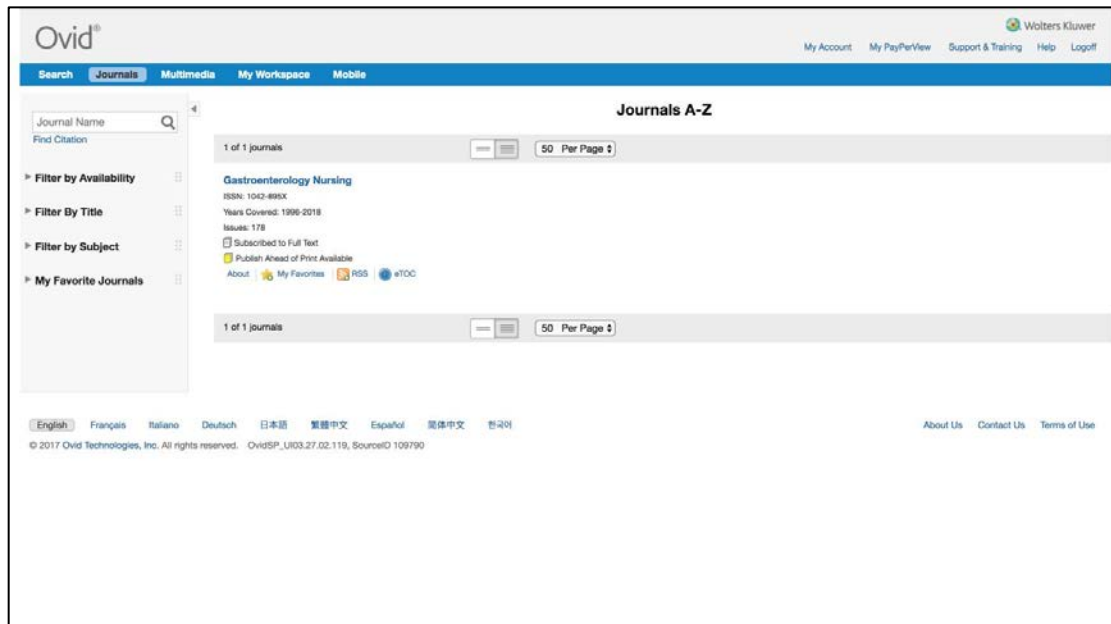 Ovid®
Wolters Kluwer
My Account My PayPerView Support & Training Help Logoff
Search Journals Multimedia My Workspace Mobile
Journal Name
Find Citation
Filter by Availability
Filter By Title
Filter by Subject
My Favorite Journals
Journals A-Z
1 of 1 journals 50 Per Page
Gastroenterology Nursing
ISSN: 1042-895X
Years Covered: 1996-2018
Issues: 178
Subscribed to Full Text
Publish Ahead of Print Available
About My Favorites RSS eTOC
1 of 1 journals 50 Per Page
English Français Italiano Deutsch 日本語 繁體中文 Español 简体中文 한국어
About Us Contact Us Terms of Use
© 2017 Ovid Technologies, Inc. All rights reserved. OvidSP_UI03.27.02.119, SourceID 109790